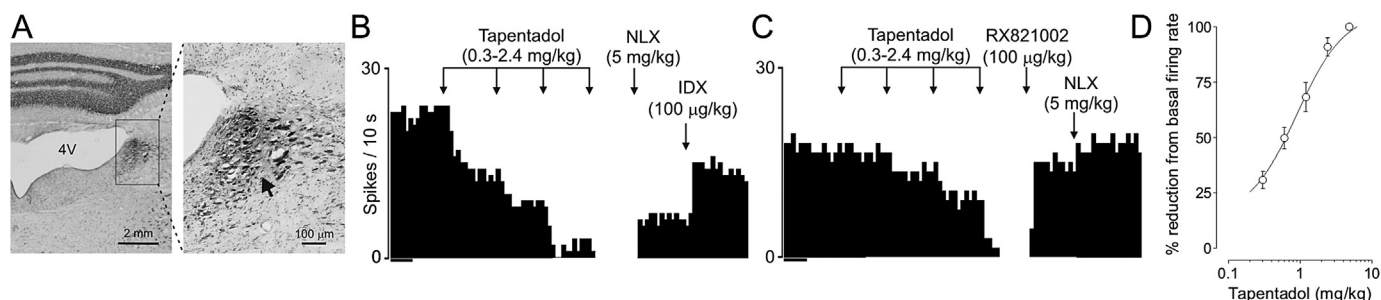 A
4V
2 mm
100 µm
B
Tapentadol
(0.3-2.4 mg/kg)
NLX
(5 mg/kg)
IDX
(100 µg/kg)
30
Spikes / 10 s
0
C
Tapentadol
(0.3-2.4 mg/kg)
RX821002
(100 µg/kg)
NLX
(5 mg/kg)
30
0
D
% reduction from basal firing rate
100
75
45
25
0
0.1
1
10
Tapentadol (mg/kg)